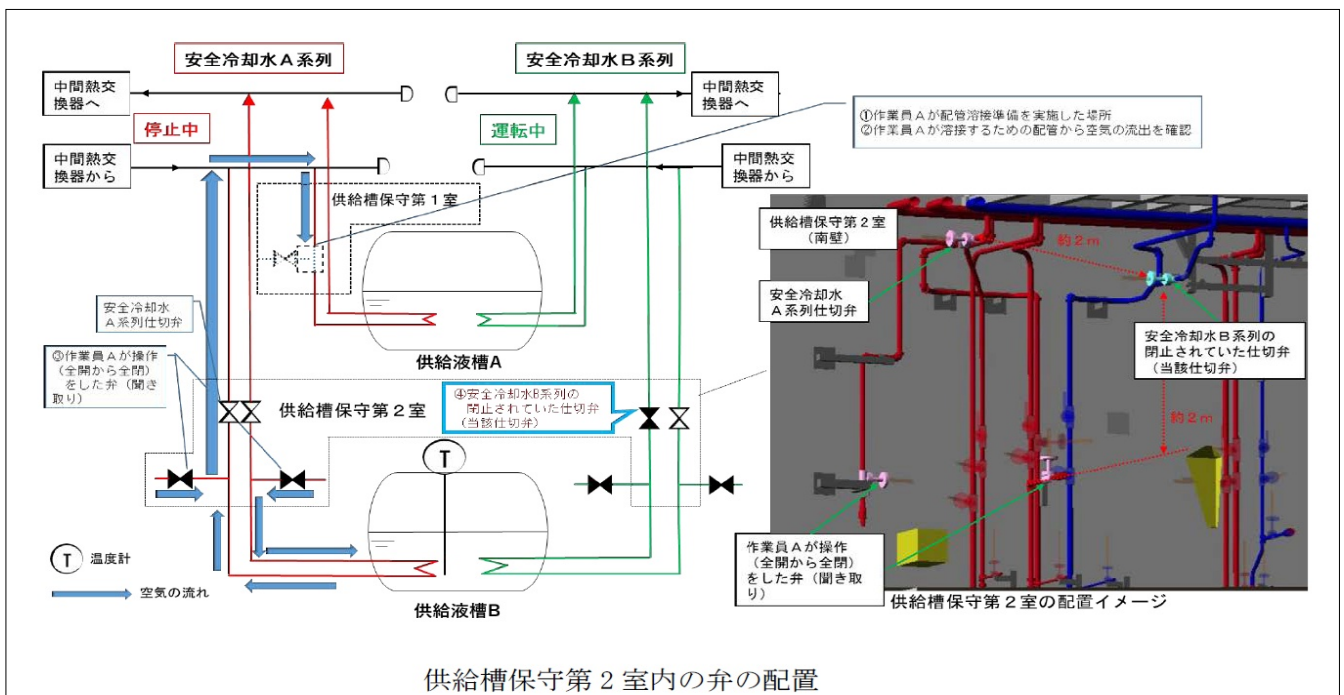 安全冷却水A系列
安全冷却水B系列
中間熱交
換器へ
中間熱交
換器へ
停止中
運転中
①作業員Aが配管溶接準備を実施した場所
②作業員Aが溶接するための配管から空気の流出を確認
中間熱交
換器から
中間熱交
換器から
供給槽保守第1室
供給液槽A
安全冷却水
A系列仕切弁
③作業員Aが操作
(全開から全閉)
をした弁(聞き
取り)
供給槽保守第2室
④安全冷却水B系列の
閉止されていた仕切弁
(当該仕切弁)
T
供給液槽B
T 温度計
空気の流れ
供給槽保守第2室
(南壁)
約2m
安全冷却水
A系列仕切弁
安全冷却水B系列の
閉止されていた仕切弁
(当該仕切弁)
約2m
作業員Aが操作
(全開から全閉)
をした弁(聞き取
り)
供給槽保守第2室の配置イメージ
供給槽保守第2室内の弁の配置